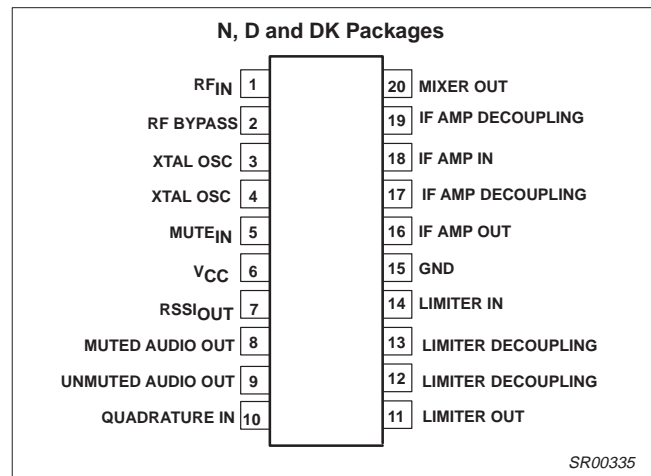 N, D and DK Packages
RFIN 1
RF BYPASS 2
XTAL OSC 3
XTAL OSC 4
MUTEIN 5
VCC 6
RSSIOUT 7
MUTED AUDIO OUT 8
UNMUTED AUDIO OUT 9
QUADRATURE IN 10
20 MIXER OUT
19 IF AMP DECOUPLING
18 IF AMP IN
17 IF AMP DECOUPLING
16 IF AMP OUT
15 GND
14 LIMITER IN
13 LIMITER DECOUPLING
12 LIMITER DECOUPLING
11 LIMITER OUT
SR00335